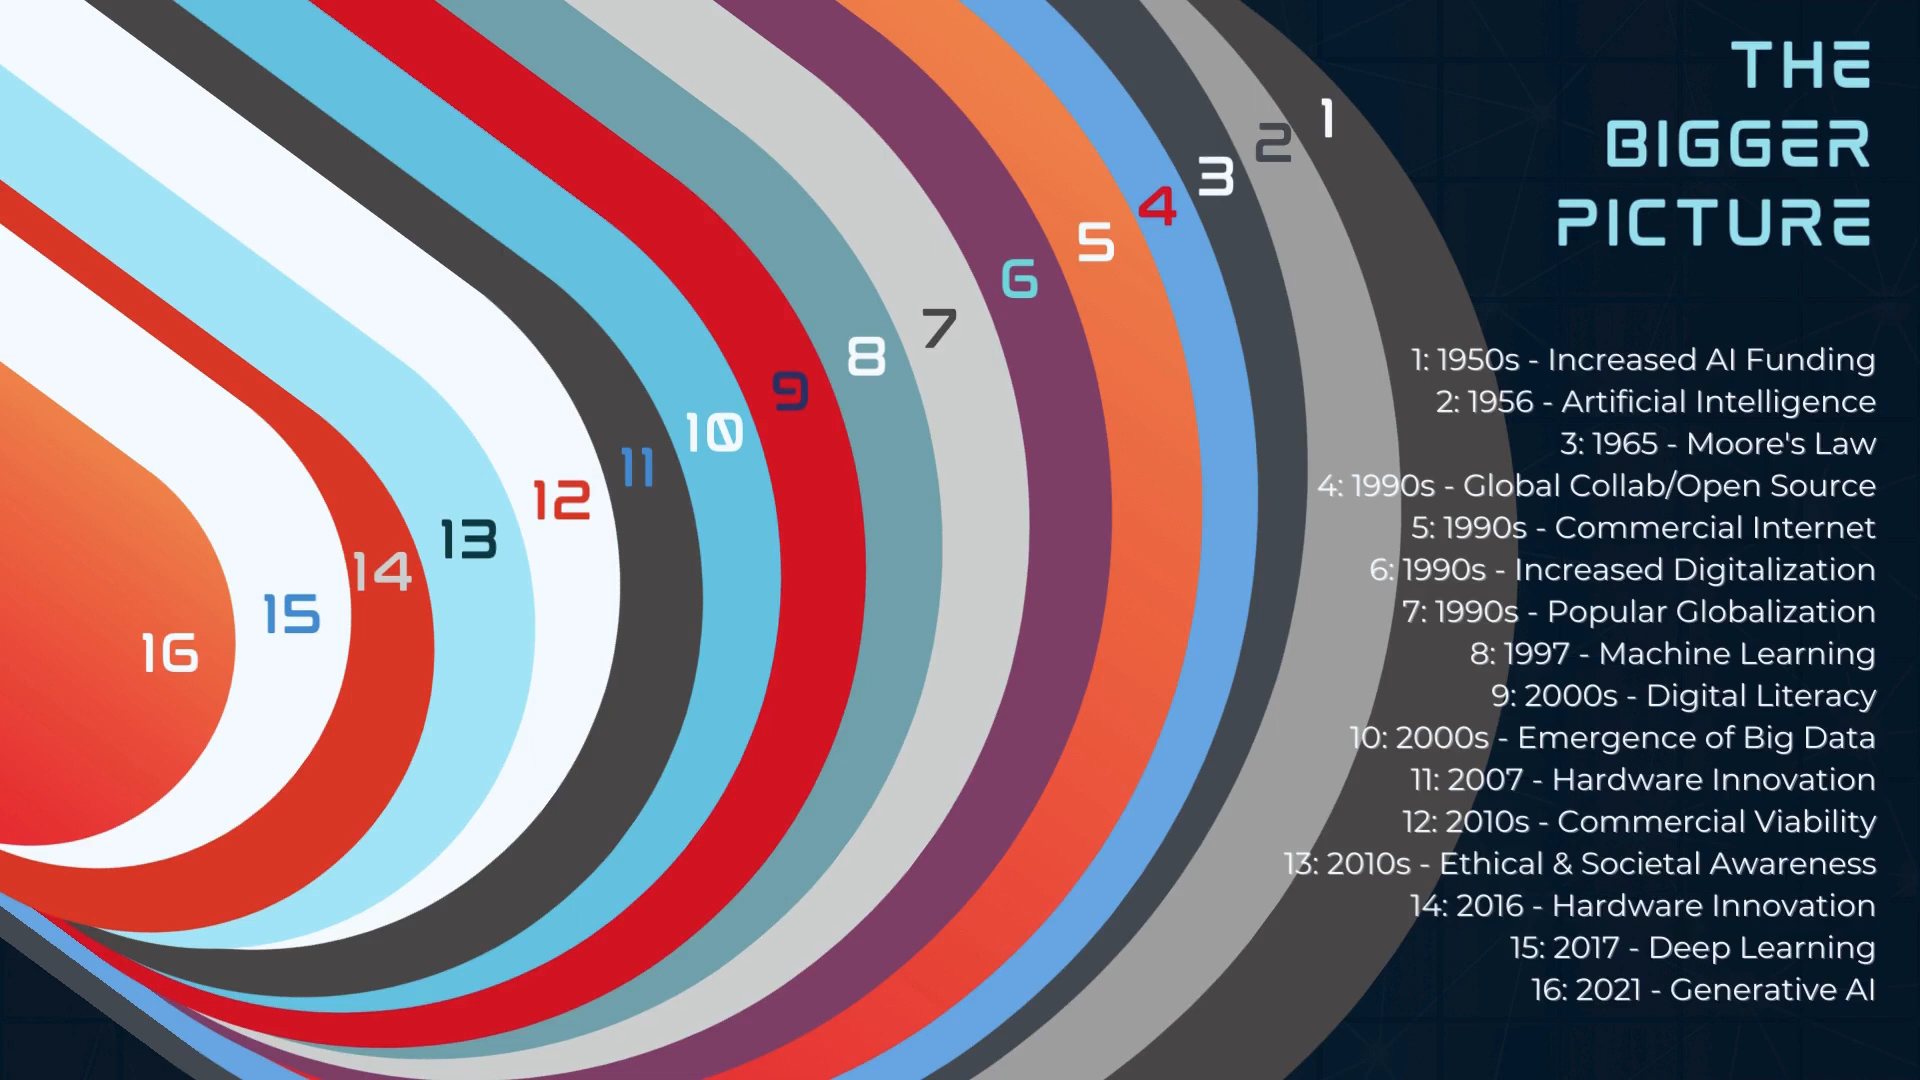 THE
BIGGER
PICTURE
1
2
3
4
5
6
7
8
9
10
11
12
13
14
15
16
1: 1950s - Increased AI Funding
2: 1956 - Artificial Intelligence
3: 1965 - Moore's Law
4: 1990s - Global Collab/Open Source
5: 1990s - Commercial Internet
6: 1990s - Increased Digitalization
7: 1990s - Popular Globalization
8: 1997 - Machine Learning
9: 2000s - Digital Literacy
10: 2000s - Emergence of Big Data
11: 2007 - Hardware Innovation
12: 2010s - Commercial Viability
13: 2010s - Ethical & Societal Awareness
14: 2016 - Hardware Innovation
15: 2017 - Deep Learning
16: 2021 - Generative AI